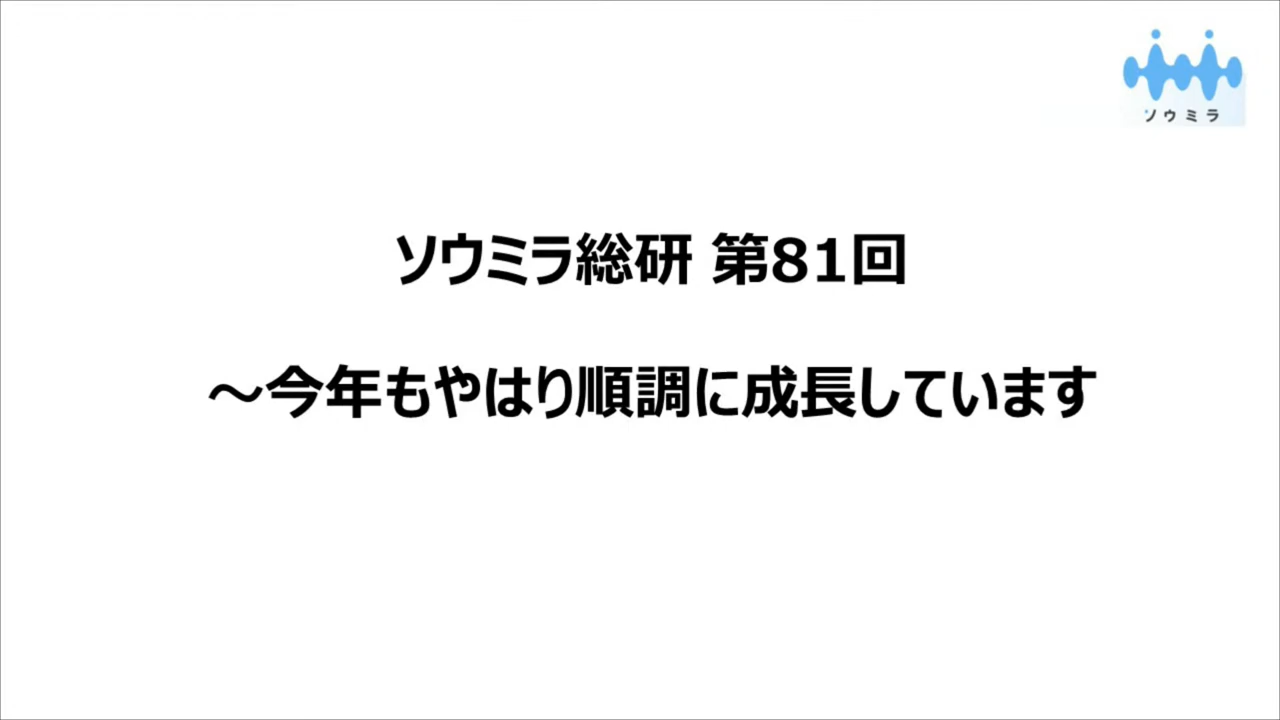 ソウミラ
ソウミラ総研 第81回
～今年もやはり順調に成長しています